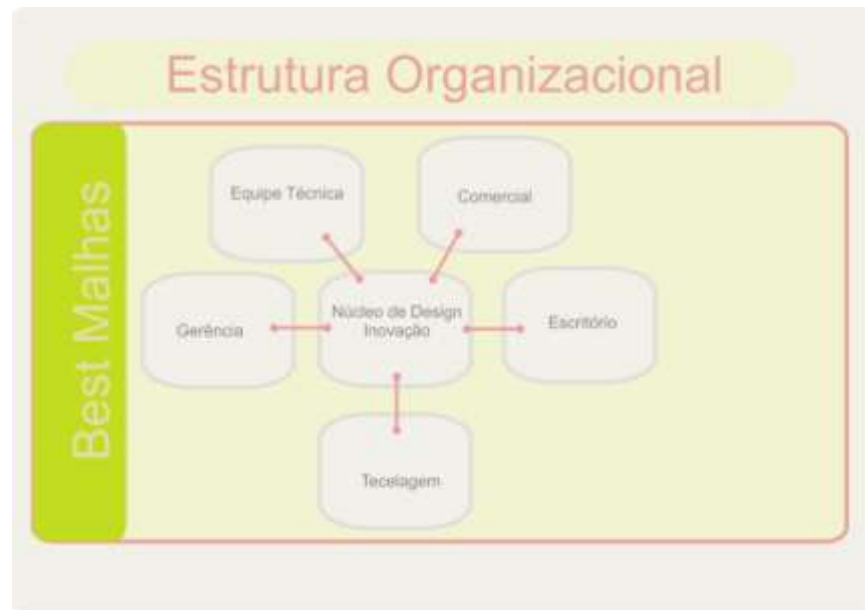 Estrutura Organizacional
Best Malhas
Equipe Técnica
Comercial
Gerência
Núcleo de Design
Inovação
Escritório
Tecelagem